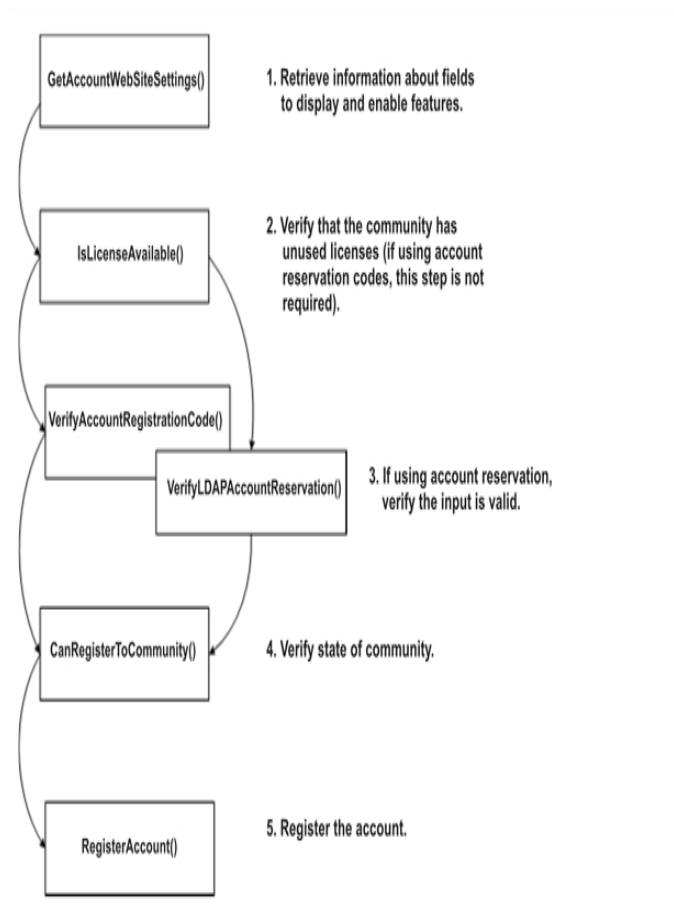 GetAccountWebSiteSettings()
1. Retrieve information about fields
to display and enable features.
IsLicenseAvailable()
2. Verify that the community has
unused licenses (if using account
reservation codes, this step is not
required).
VerifyAccountRegistrationCode()
VerifyLDAPAccountReservation()
3. If using account reservation,
verify the input is valid.
CanRegisterToCommunity()
4. Verify state of community.
RegisterAccount()
5. Register the account.